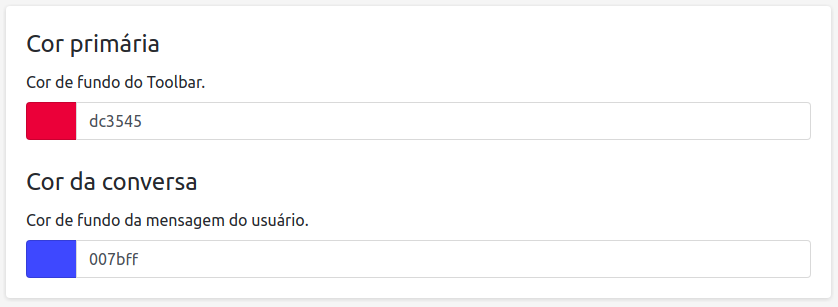 Cor primária
Cor de fundo do Toolbar.
dc3545
Cor da conversa
Cor de fundo da mensagem do usuário.
007bff